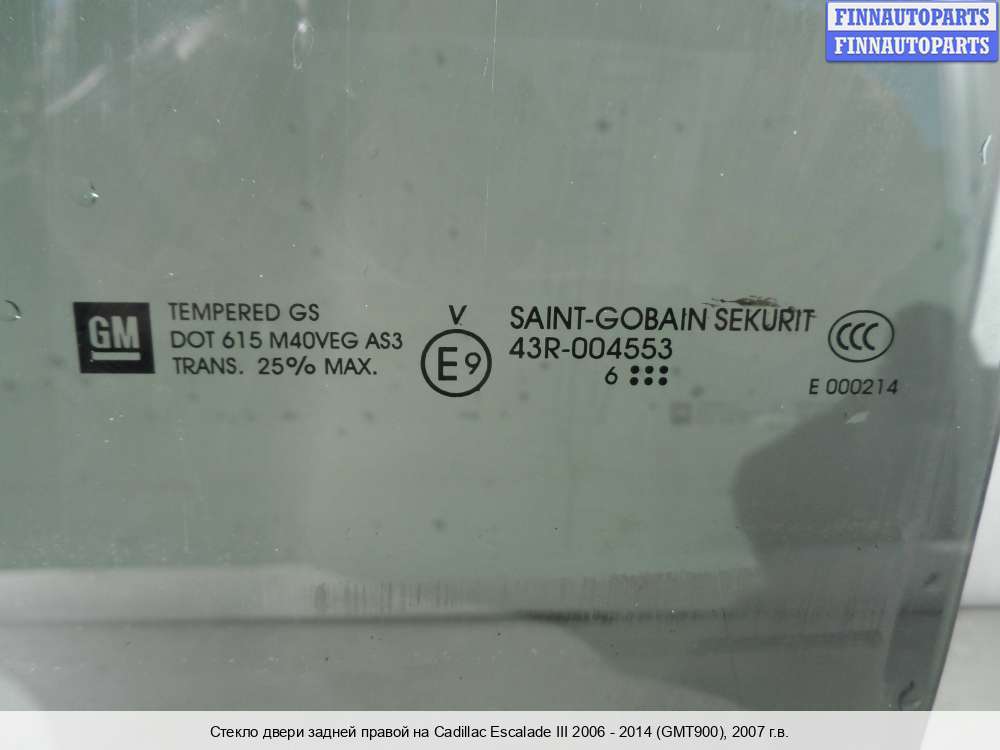 FINNAUTOPARTS
FINNAUTOPARTS
GM
TEMPERED GS
DOT 615 M40VEG AS3
TRANS. 25% MAX.
V
E9
SAINT-GOBAIN SEKURIT
43R-004553
6
CCC
E 000214
Стекло двери задней правой на Cadillac Escalade III 2006 - 2014 (GMT900), 2007 г.в.